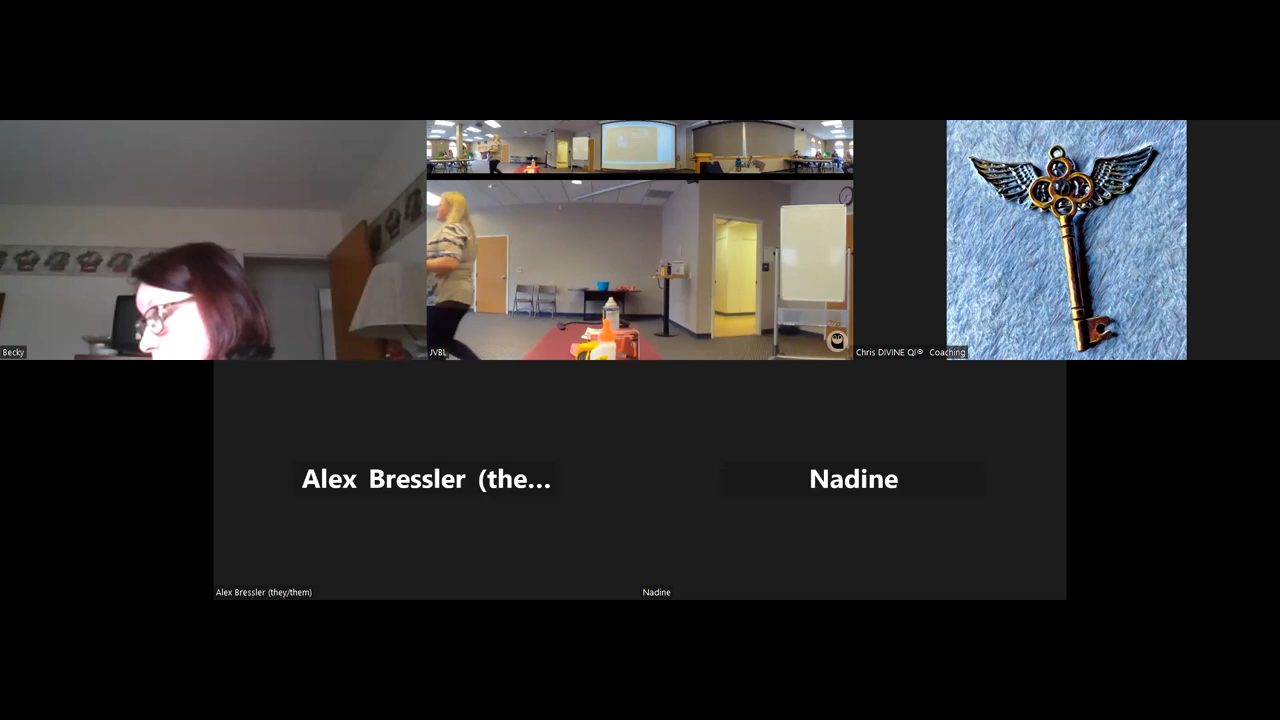 Becky
JVBL
Chris DIVINE QI® Coaching
Alex Bressler (the...
Nadine
Alex Bressler (they/them)
Nadine